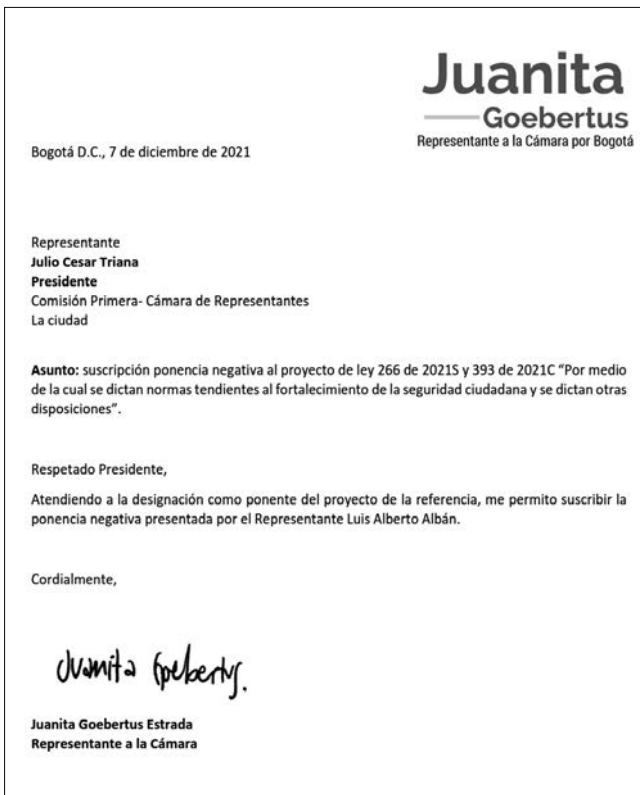 Juanita
Goebertus
Representante a la Cámara por Bogotá
Bogotá D.C., 7 de diciembre de 2021
Representante
Julio Cesar Triana
Presidente
Comisión Primera- Cámara de Representantes
La ciudad
Asunto: suscripción ponencia negativa al proyecto de ley 266 de 2021S y 393 de 2021C “Por medio
de la cual se dictan normas tendientes al fortalecimiento de la seguridad ciudadana y se dictan otras
disposiciones”.
Respetado Presidente,
Atendiendo a la designación como ponente del proyecto de la referencia, me permito suscribir la
ponencia negativa presentada por el Representante Luis Alberto Albán.
Cordialmente,
Juanita Goebertus.
Juanita Goebertus Estrada
Representante a la Cámara